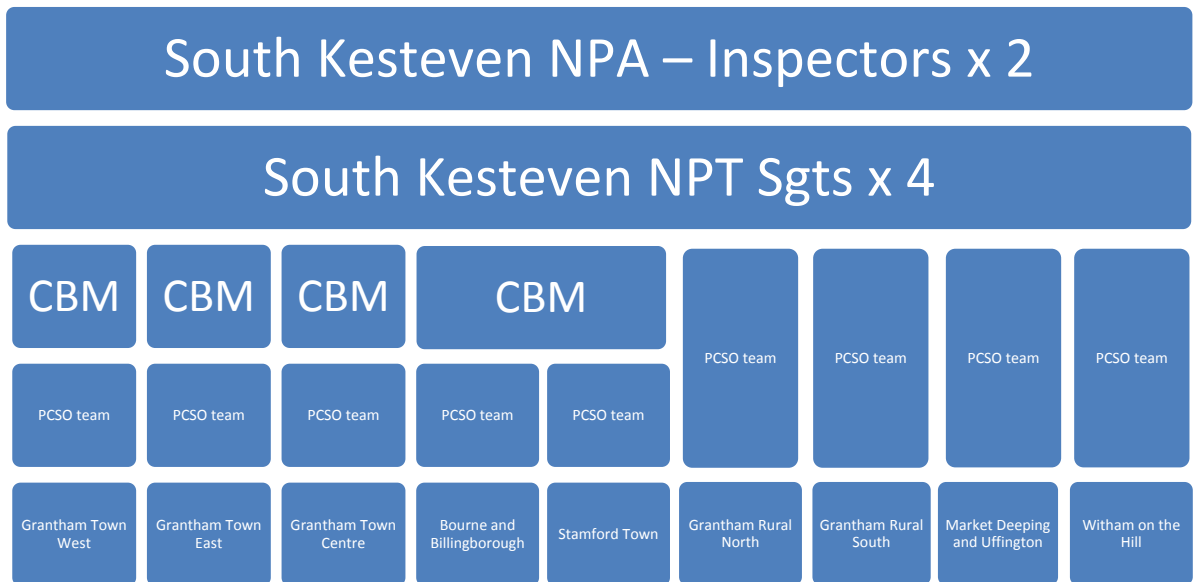 South Kesteven NPA – Inspectors x 2
South Kesteven NPT Sgts x 4
CBM
CBM
CBM
CBM
PCSO team
PCSO team
PCSO team
PCSO team
PCSO team
PCSO team
PCSO team
PCSO team
PCSO team
Grantham Town
West
Grantham Town
East
Grantham Town
Centre
Bourne and
Billingborough
Stamford Town
Grantham Rural
North
Grantham Rural
South
Market Deeping
and Uffington
Witham on the
Hill